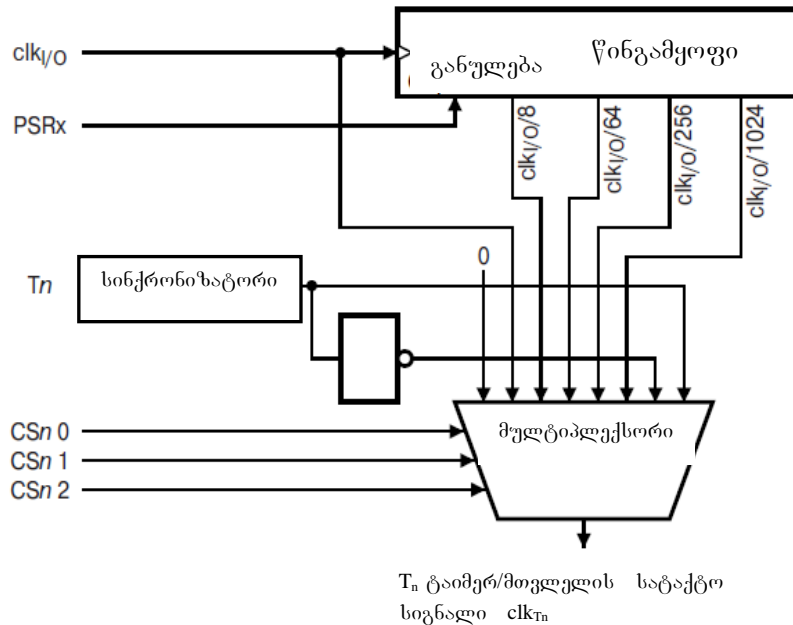 clkI/O
განულება
წინგამყოფი
PSRx
clkI/O/8
clkI/O/64
clkI/O/256
clkI/O/1024
Tn
სინქრონიზატორი
0
CSn 0
CSn 1
CSn 2
მულტიპლექსორი
Tn ტაიმერ/მთვლელის სატაქტო
სიგნალი clkTn